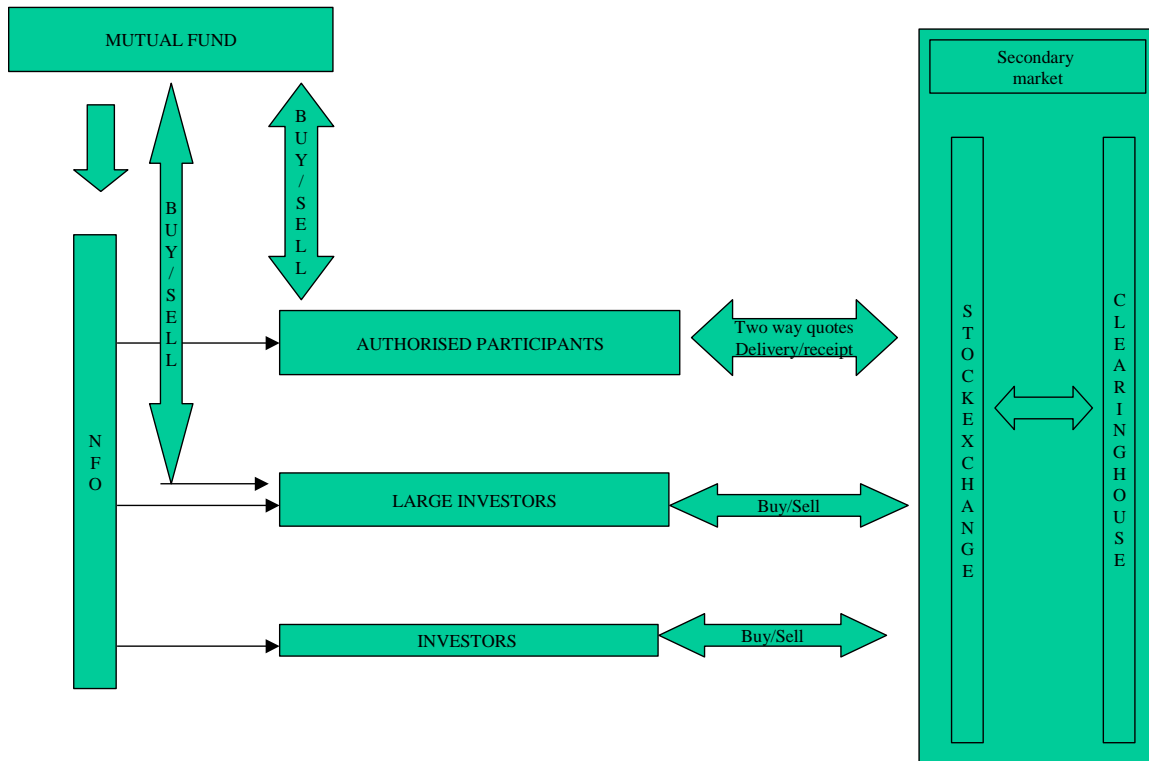 MUTUAL FUND
Secondary
market
BUY/SELL
BUY/SELL
NFO
AUTHORISED PARTICIPANTS
Two way quotes
Delivery/receipt
STOCKEXCHANGE
CLEARINGHOUSE
LARGE INVESTORS
Buy/Sell
INVESTORS
Buy/Sell